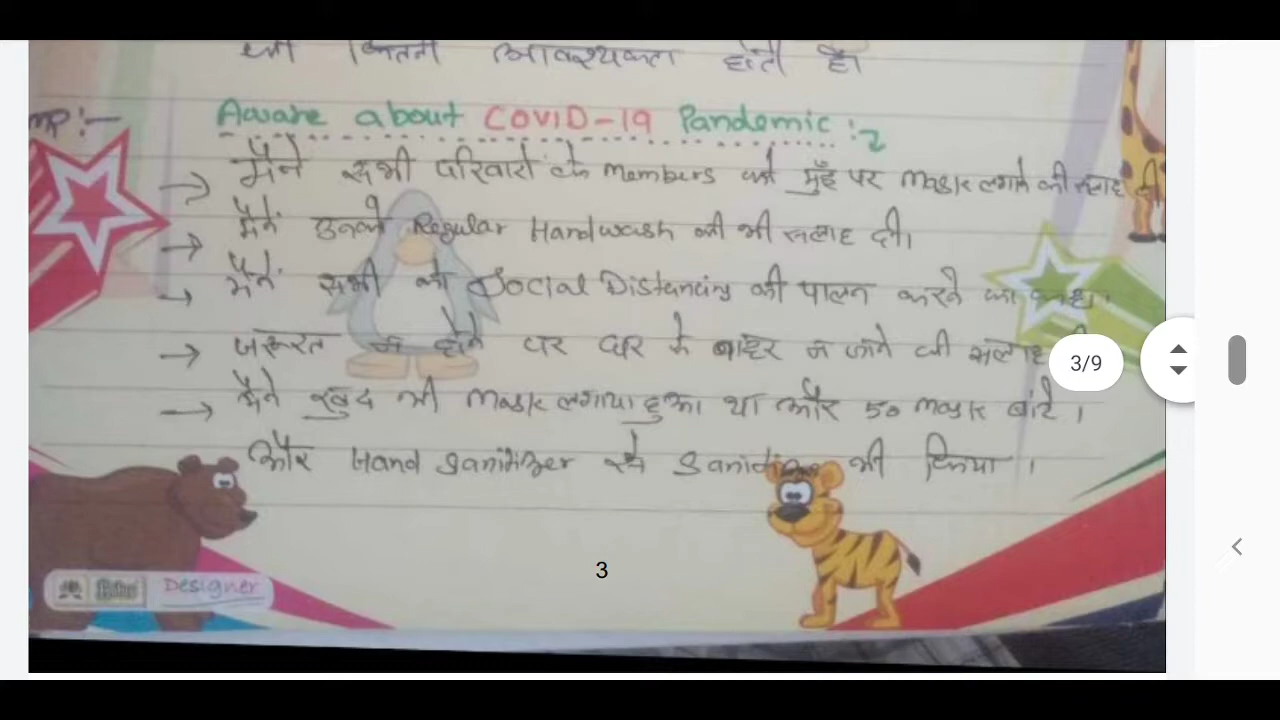 की कितनी आवश्यकता होती है।
mp:-
Aware about COVID-19 Pandemic :-
→ मैंने सभी परिवारो के members को मुँह पर mask लगाने की सलाह दी
→ मैंने उनको Regular Handwash की भी सलाह दी।
→ मैंने सभी को Social Distancing की पालन करने का कहा।
→ जरूरत न होने पर घर के बाहर न जाने की सलाह
→ मैंने खुद भी mask लगाया हुआ था और 50 mask बांटे।
और Hand Sanitizer से Sanitize भी किया।
3
Designer
3/9